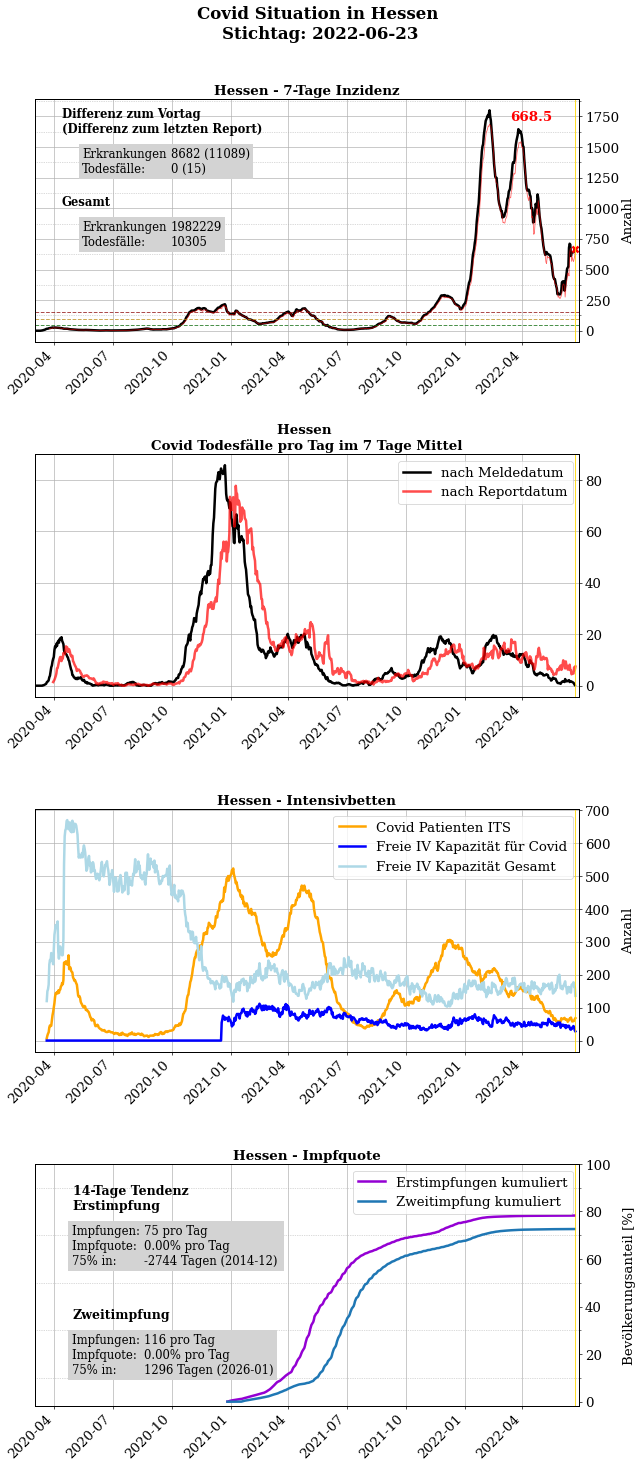 Covid Situation in Hessen
Stichtag: 2022-06-23
Hessen - 7-Tage Inzidenz
Differenz zum Vortag
(Differenz zum letzten Report)
Erkrankungen 8682 (11089)
Todesfälle: 0 (15)
Gesamt
Erkrankungen 1982229
Todesfälle: 10305
668.5
1750
1500
1250
1000
750
500
250
0
Anzahl
2020-04
2020-07
2020-10
2021-01
2021-04
2021-07
2021-10
2022-01
2022-04
Hessen
Covid Todesfälle pro Tag im 7 Tage Mittel
nach Meldedatum
nach Reportdatum
80
60
40
20
0
2020-04
2020-07
2020-10
2021-01
2021-04
2021-07
2021-10
2022-01
2022-04
Hessen - Intensivbetten
Covid Patienten ITS
Freie IV Kapazität für Covid
Freie IV Kapazität Gesamt
700
600
500
400
300
200
100
0
Anzahl
2020-04
2020-07
2020-10
2021-01
2021-04
2021-07
2021-10
2022-01
2022-04
Hessen - Impfquote
14-Tage Tendenz
Erstimpfung
Impfungen: 75 pro Tag
Impfquote: 0.00% pro Tag
75% in: -2744 Tagen (2014-12)
Zweitimpfung
Impfungen: 116 pro Tag
Impfquote: 0.00% pro Tag
75% in: 1296 Tagen (2026-01)
Erstimpfungen kumuliert
Zweitimpfung kumuliert
100
80
60
40
20
0
Bevölkerungsanteil [%]
2020-04
2020-07
2020-10
2021-01
2021-04
2021-07
2021-10
2022-01
2022-04